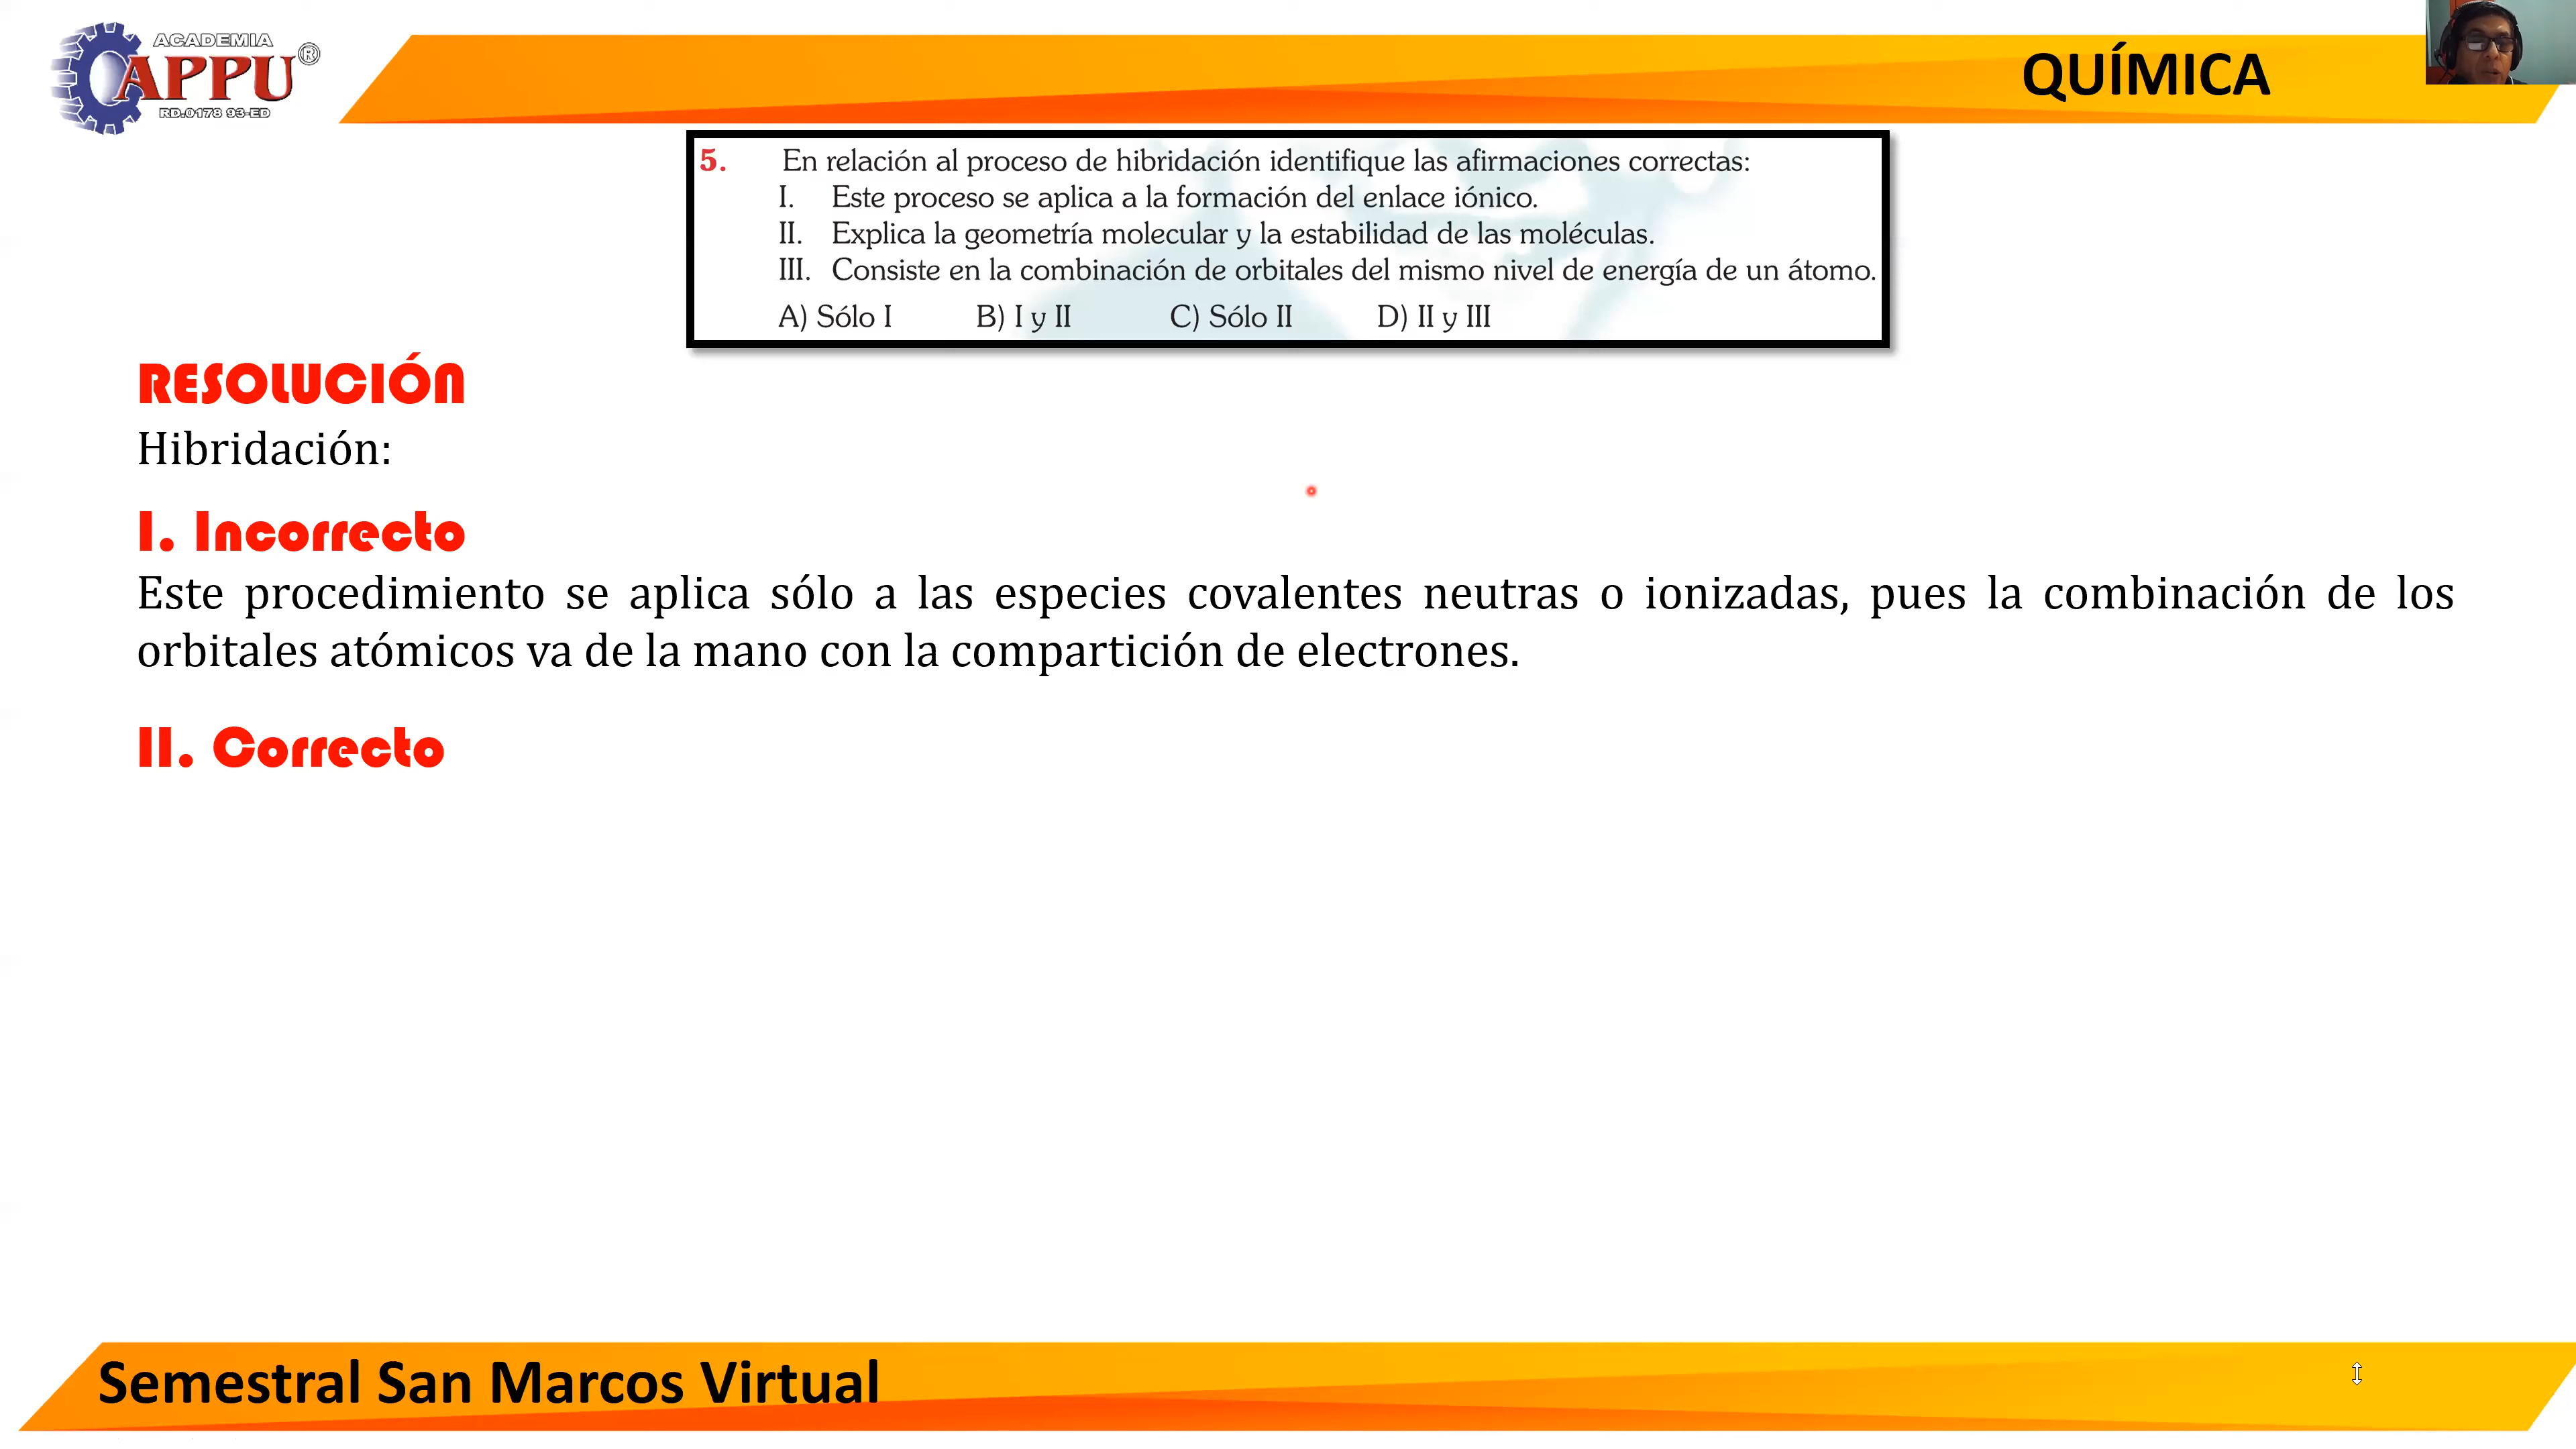 ACADEMIA
APPU®
RD.0178 93-ED
QUÍMICA
5. En relación al proceso de hibridación identifique las afirmaciones correctas:
I. Este proceso se aplica a la formación del enlace iónico.
II. Explica la geometría molecular y la estabilidad de las moléculas.
III. Consiste en la combinación de orbitales del mismo nivel de energía de un átomo.
A) Sólo I B) I y II C) Sólo II D) II y III
RESOLUCIÓN
Hibridación:
I. Incorrecto
Este procedimiento se aplica sólo a las especies covalentes neutras o ionizadas, pues la combinación de los
orbitales atómicos va de la mano con la compartición de electrones.
II. Correcto
Semestral San Marcos Virtual